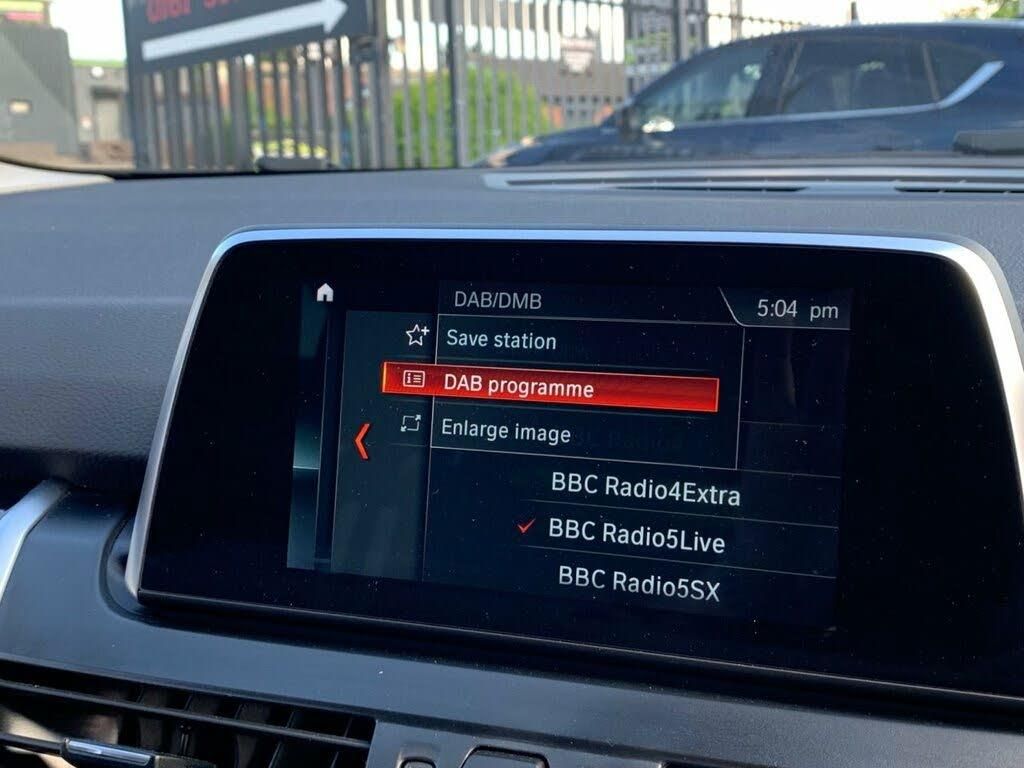 DAB/DMB
5:04 pm
Save station
DAB programme
Enlarge image
BBC Radio4Extra
BBC Radio5Live
BBC Radio5SX